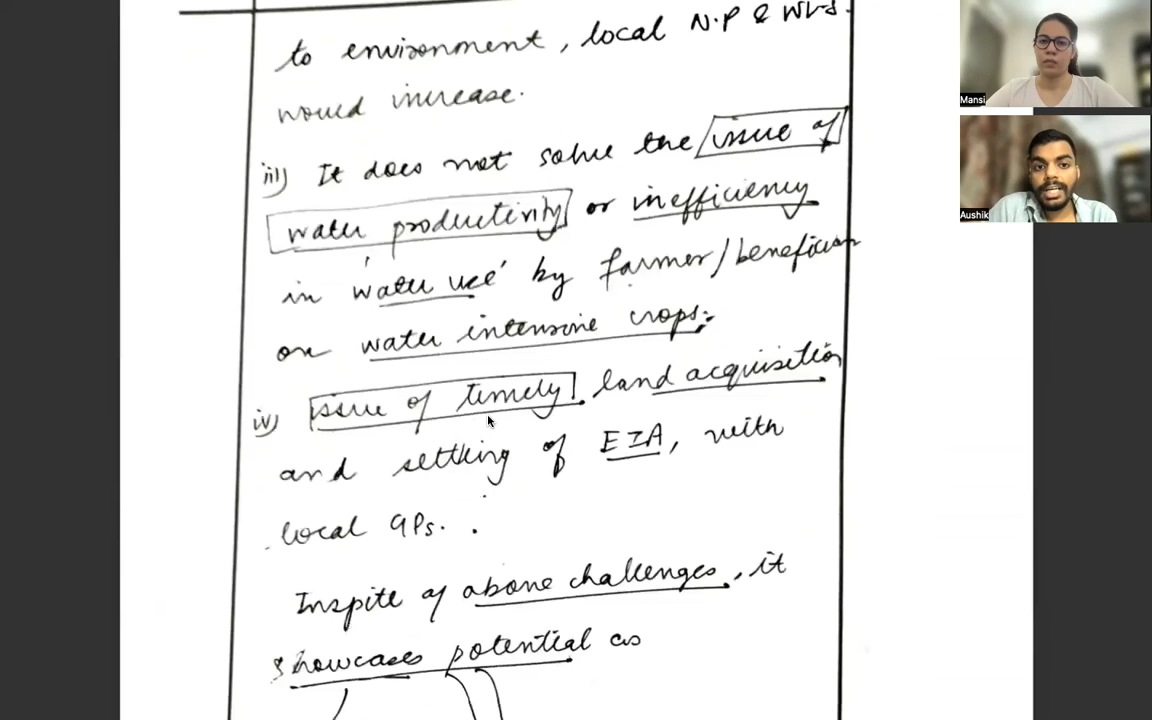 to environment, local N.P & WLS.
would increase.
iii) It does not solve the issue of
water productivity or inefficiency
in 'water use' by farmer/beneficiary
on water intensive crops.
iv) issue of timely land acquisition
and settling of EIA, with
local GPs.
Inspite of above challenges, it
showcases potential as
Mansi
Aushik